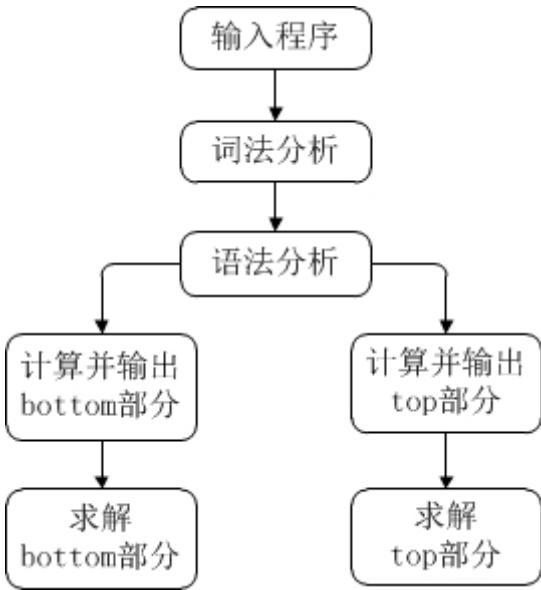 输入程序
词法分析
语法分析
计算并输出
bottom部分
计算并输出
top部分
求解
bottom部分
求解
top部分